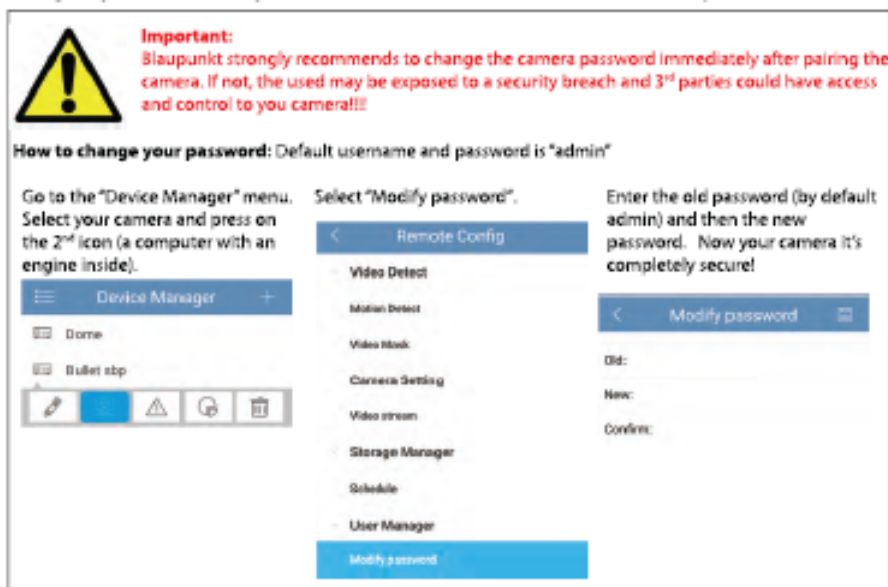 Important:
Blaupunkt strongly recommends to change the camera password immediately after pairing the
camera. If not, the used may be exposed to a security breach and 3rd parties could have access
and control to you camera!!!!
How to change your password: Default username and password is "admin"
Go to the "Device Manager" menu.
Select your camera and press on
the 2nd icon (a computer with an
engine inside).
Device Manager
Dome
Bullet sbp
Select "Modify password".
Remote Config
Video Detect
Motion Detect
Video Mask
Camera Setting
Video stream
Storage Manager
Schedule
User Manager
Modify password
Enter the old password (by default
admin) and then the new
password. Now your camera it's
completely secure!
Modify password
Old:
New:
Confirm: